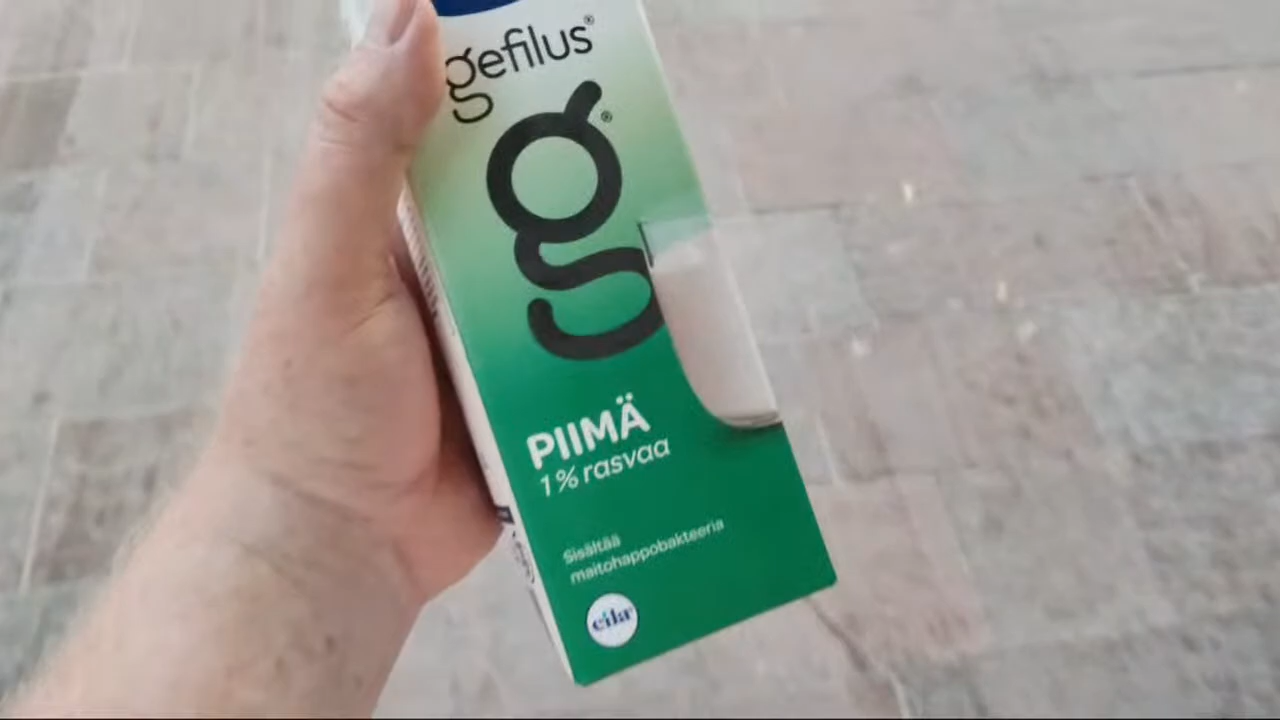 gefilus®
g®
PIIMÄ
1 % rasvaa
Sisältää
maitohappobakteeria
eila®